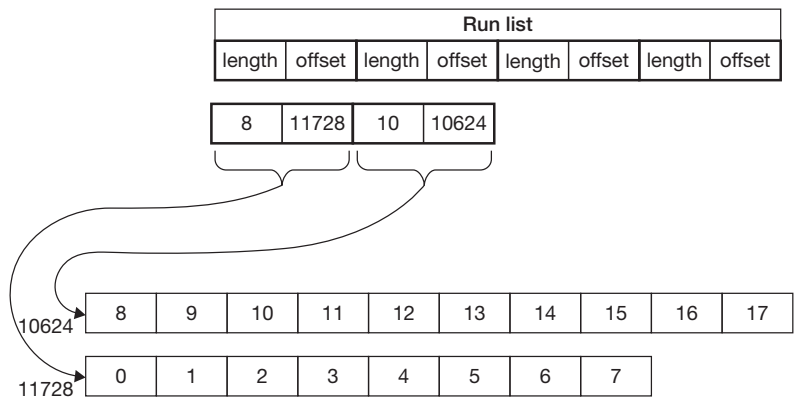 Run list
length offset length offset length offset length offset
8 11728 10 10624
10624 8 9 10 11 12 13 14 15 16 17
11728 0 1 2 3 4 5 6 7